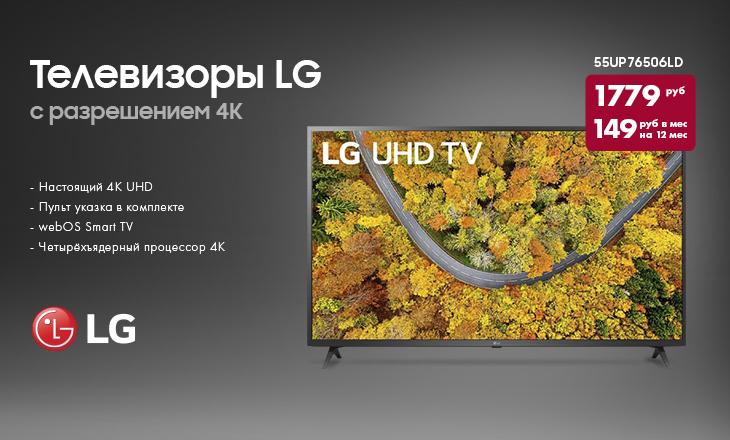 Телевизоры LG
с разрешением 4K
- Настоящий 4K UHD
- Пульт указка в комплекте
- webOS Smart TV
- Четырёхъядерный процессор 4K
LG
55UP76506LD
1779 руб
149 руб в мес
на 12 мес
LG UHD TV